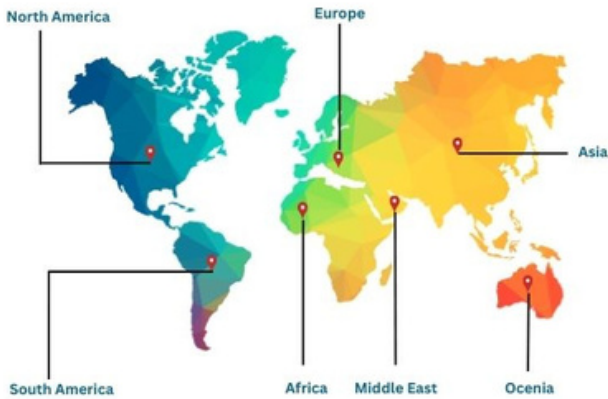 North America
Europe
Asia
South America
Africa
Middle East
Ocenia